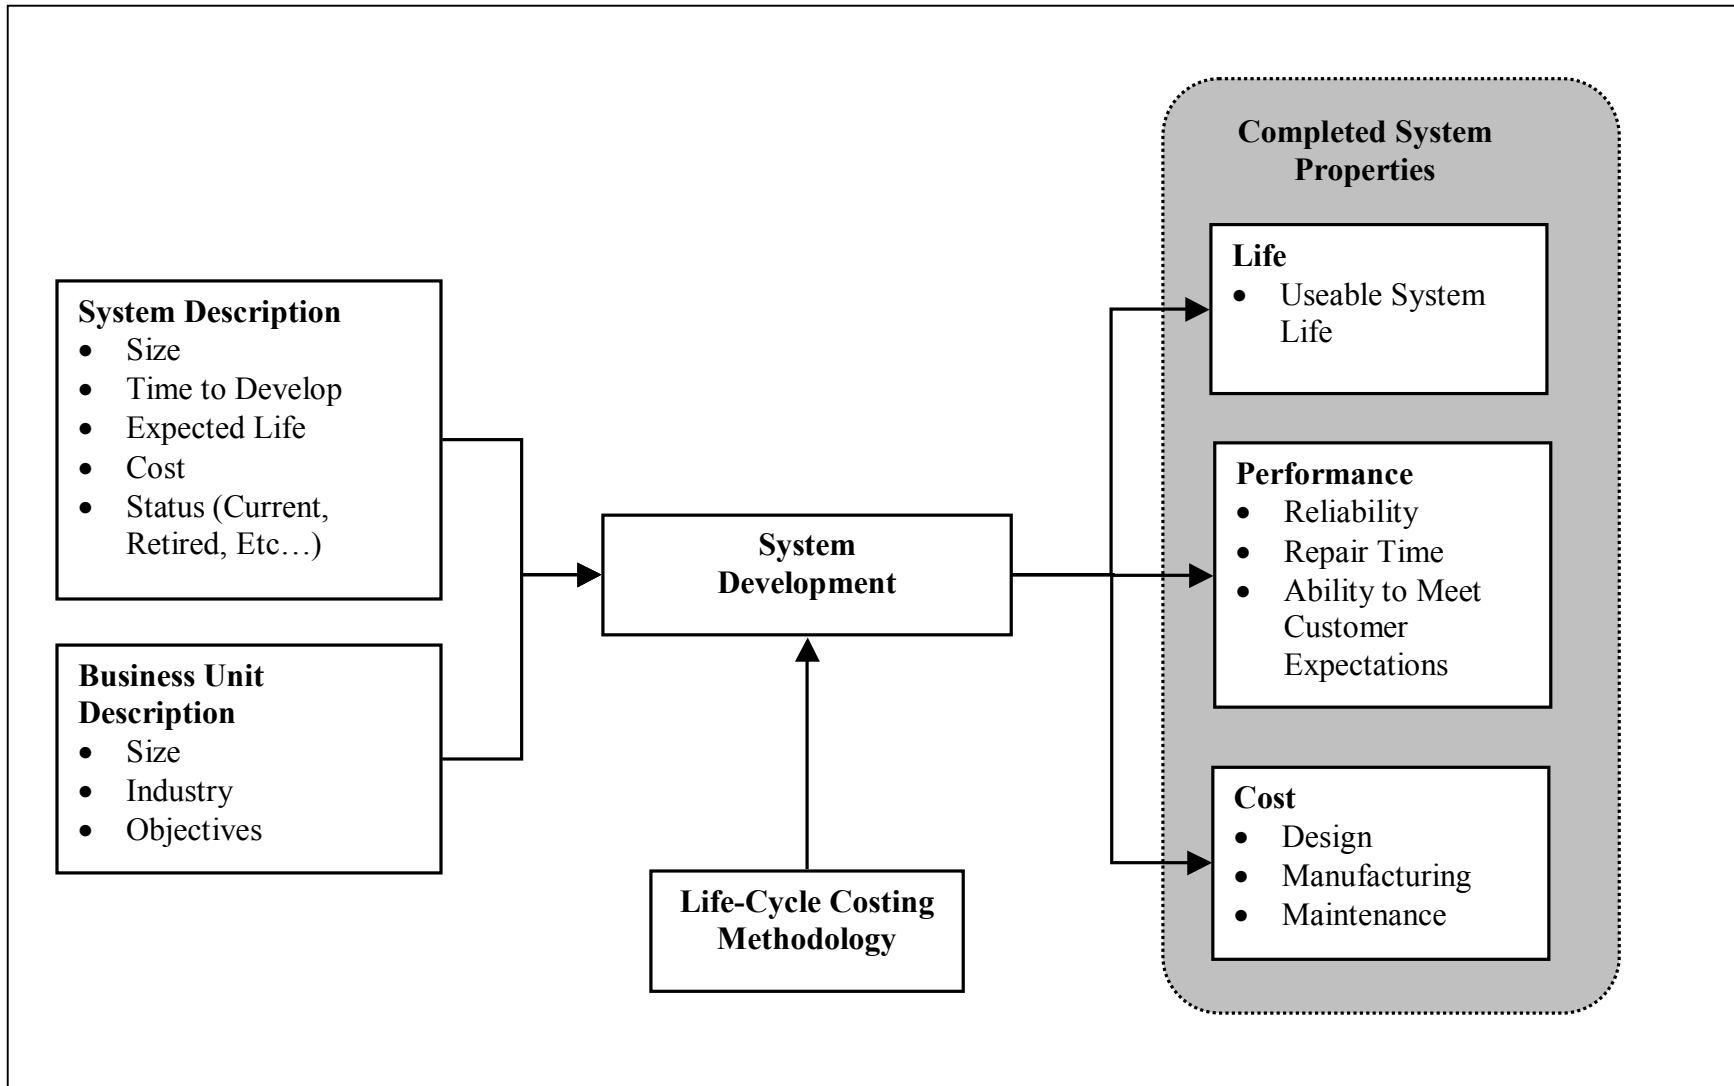 System Description
• Size
• Time to Develop
• Expected Life
• Cost
• Status (Current,
Retired, Etc…)
Business Unit
Description
• Size
• Industry
• Objectives
System
Development
Life-Cycle Costing
Methodology
Completed System
Properties
Life
• Useable System
Life
Performance
• Reliability
• Repair Time
• Ability to Meet
Customer
Expectations
Cost
• Design
• Manufacturing
• Maintenance